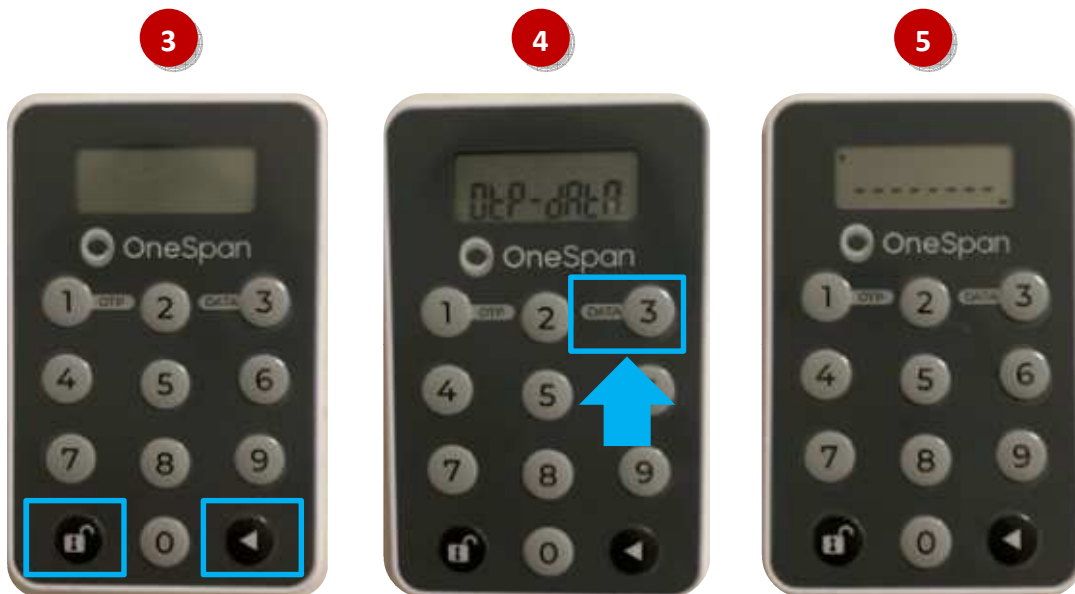 3
4
5
OneSpan
1 OTP 2 DATA 3
4 5 6
7 8 9
0
OtP-dAtA
OneSpan
1 OTP 2 DATA 3
4 5
7 8 9
0
--------
OneSpan
1 OTP 2 DATA 3
4 5 6
7 8 9
0